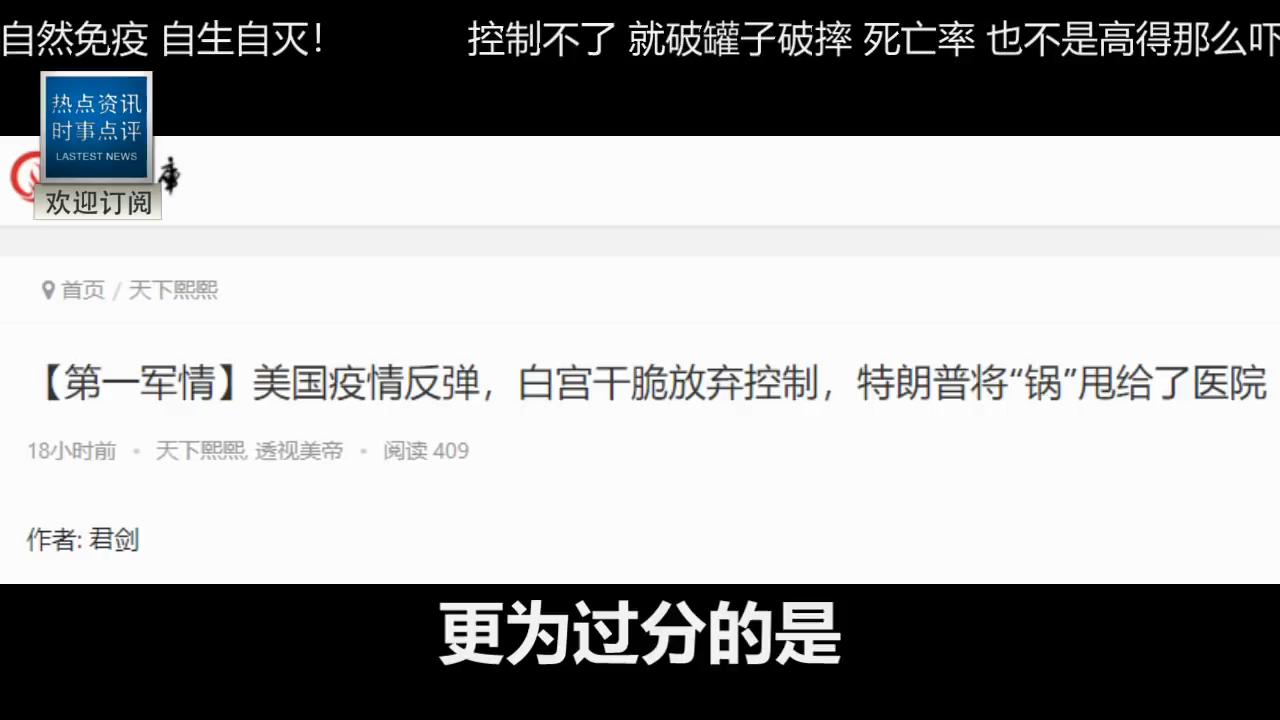 自然免疫 自生自灭！ 控制不了 就破罐子破摔 死亡率 也不是高得那么吓
热点资讯
时事点评
LASTEST NEWS
库
欢迎订阅
首页 / 天下熙熙
【第一军情】美国疫情反弹，白宫干脆放弃控制，特朗普将“锅”甩给了医院
18小时前 • 天下熙熙, 透视美帝 • 阅读 409
作者: 君剑
更为过分的是